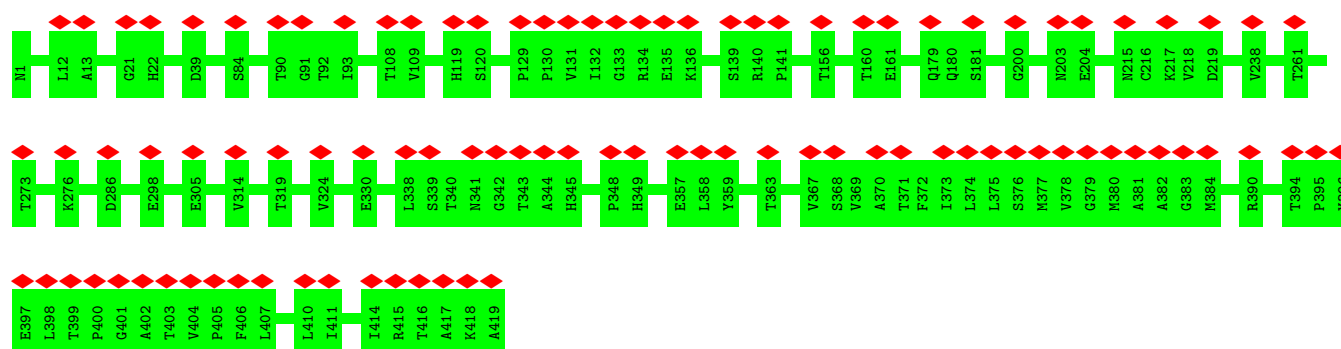 N1 L12 A13 G21 H22 D39 S84 T90 G91 T92 I93 T108 V109 H119 S120 P129 P130 V131 I132 G133 R134 E135 K136 S139 R140 P141 T156 T160 E161 Q179 Q180 S181 G200 N203 E204 N215 C216 K217 V218 D219 V238 T261
T273 K276 D286 E298 E305 V314 T319 V324 E330 L338 S339 T340 N341 G342 T343 A344 H345 P348 H349 E357 L358 Y359 T363 V367 S368 V369 A370 T371 F372 I373 L374 L375 S376 M377 V378 G379 M380 A381 A382 G383 M384 R390 T394 P395
E397 L398 T399 P400 G401 A402 T403 V404 P405 F406 L407 L410 I411 I414 R415 T416 A417 K418 A419